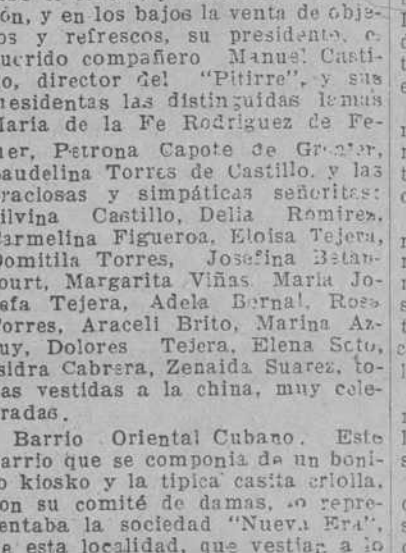 ón, y en los bajos la venta de obje-
os y refrescos, su presidente, e.
uerido compañero Manuel Casti-
o, director del "Pitirre", y sus
residentas las distinguidas damas
María de la Fe Rodríguez de Fe-
uer, Petrona Capote de
audelina Torres de Castillo, y las
raciosas y simpáticas señoritas:
ilvina Castillo, Delia Ramirez,
armelina Figueroa, Eloisa Tejera,
omitila Torres, Josefina Betan-
ourt, Margarita Viñas, Maria Jo-
efa Tejera, Adela Bernal, Rosa
orres, Araceli Brito, Marina Az-
uy, Dolores Tejera, Elena Soto,
sidra Cabrera, Zenaida Suarez, to-
as vestidas a la china, muy cele-
radas.
Barrio Oriental Cubano. Este
arrio que se componia de un boni-
o kiosko y la tipica casita criolla,
on su comité de damas, lo repre-
entaba la sociedad "Nueva Era",
e esta localidad, que vestian a lo